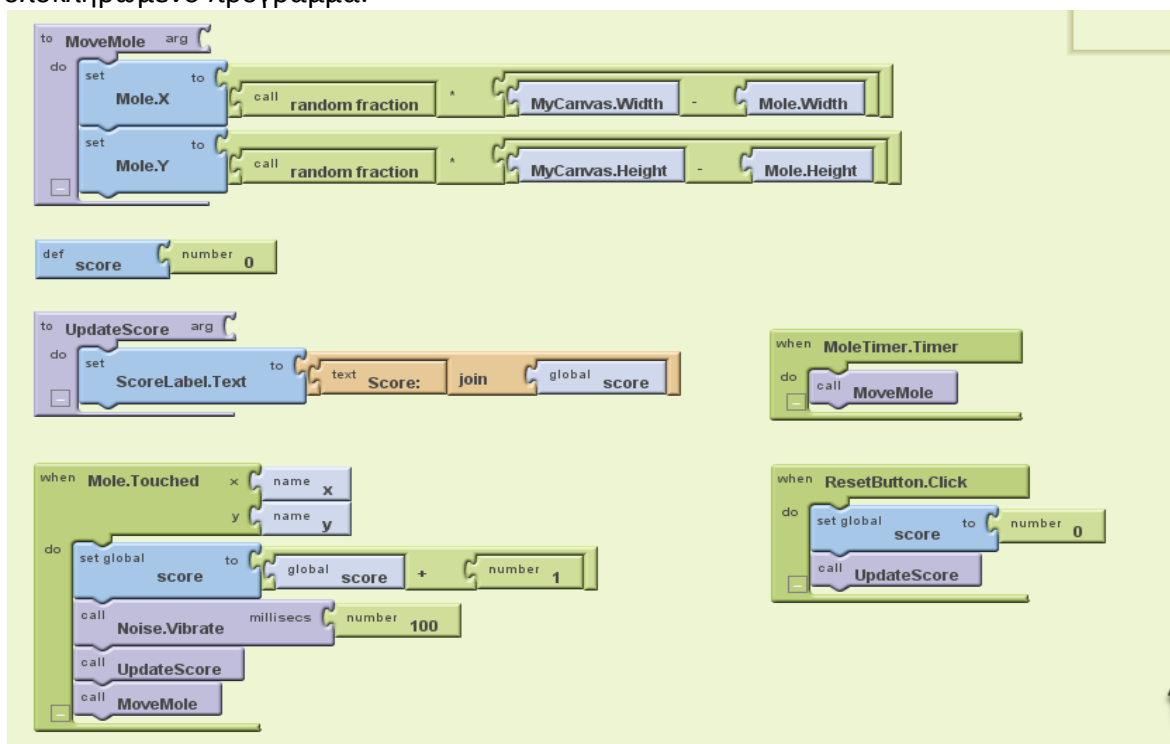 ολοκληρωμένο πρόγραμμα.
to MoveMole arg
do set Mole.X to call random fraction * MyCanvas.Width - Mole.Width
set Mole.Y to call random fraction * MyCanvas.Height - Mole.Height
def score number 0
to UpdateScore arg
do set ScoreLabel.Text to text Score: join global score
when MoleTimer.Timer
do call MoveMole
when Mole.Touched x name x
y name y
do set global score to global score + number 1
call Noise.Vibrate millisecs number 100
call UpdateScore
call MoveMole
when ResetButton.Click
do set global score to number 0
call UpdateScore